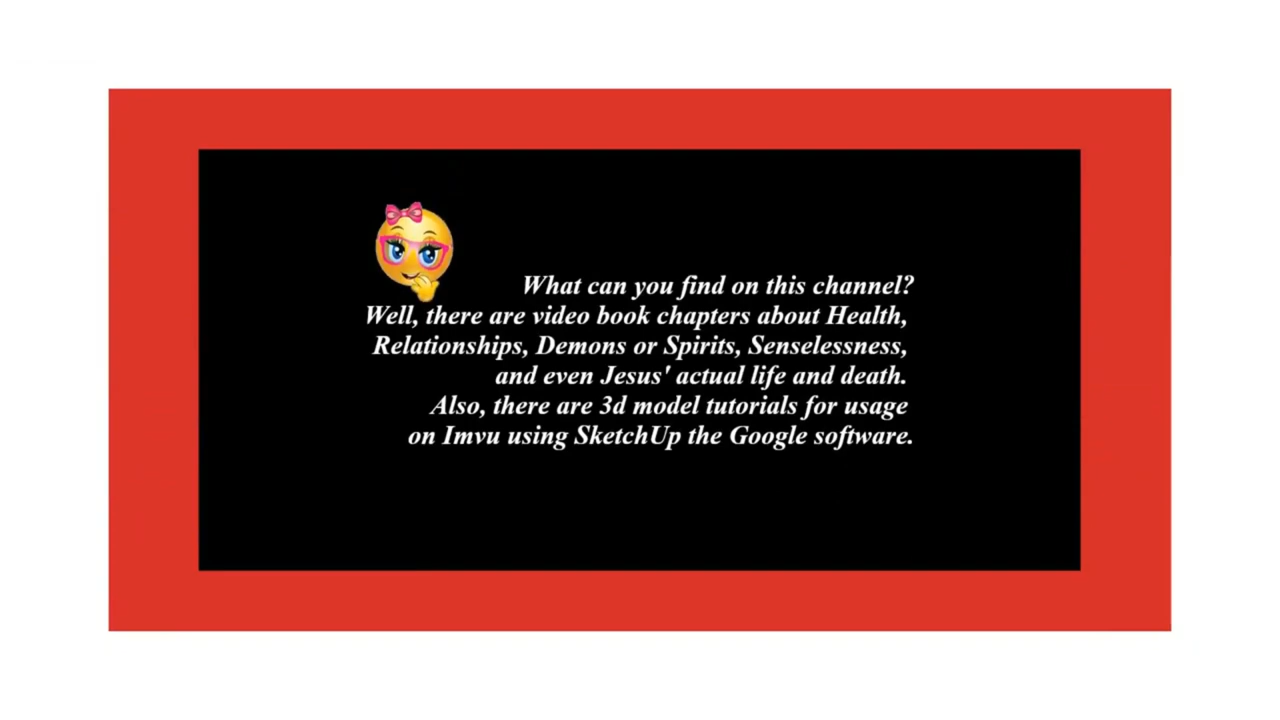 What can you find on this channel?
Well, there are video book chapters about Health,
Relationships, Demons or Spirits, Senselessness,
and even Jesus' actual life and death.
Also, there are 3d model tutorials for usage
on Imvu using SketchUp the Google software.